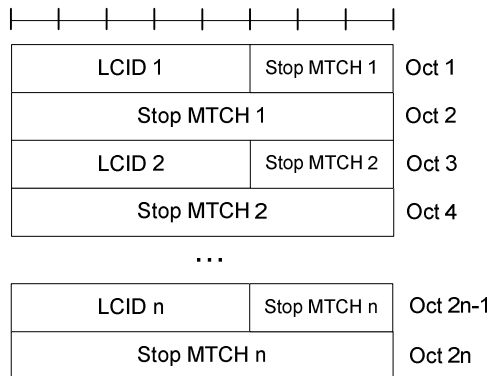 LCID 1 Stop MTCH 1 Oct 1
Stop MTCH 1 Oct 2
LCID 2 Stop MTCH 2 Oct 3
Stop MTCH 2 Oct 4
...
LCID n Stop MTCH n Oct 2n-1
Stop MTCH n Oct 2n